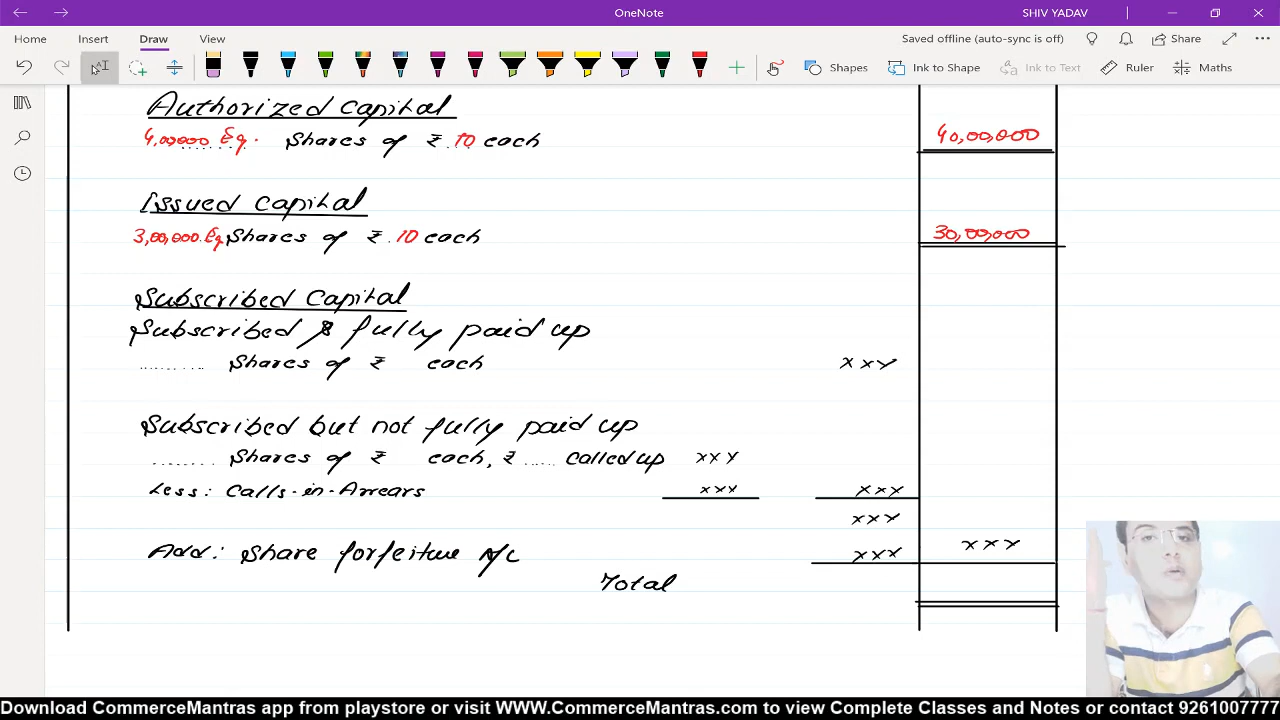 OneNote
SHIV YADAV
Home Insert Draw View
Saved offline (auto-sync is off)
Share
Shapes Ink to Shape Ink to Text Ruler Maths
Authorized Capital
4,00,000 Eq. Shares of ₹ 10 each 40,00,000
Issued Capital
3,00,000 Eq. Shares of ₹ 10 each 30,00,000
Subscribed Capital
Subscribed & fully paid up
......... Shares of ₹ each xxx
Subscribed but not fully paid up
......... Shares of ₹ each, ₹ ..... called up xxx
Less: Calls-in-Arrears xxx xxx
xxx
Add: Share forfeiture A/c xxx xxx
Total
Download CommerceMantras app from playstore or visit WWW.CommerceMantras.com to view Complete Classes and Notes or contact 9261007777